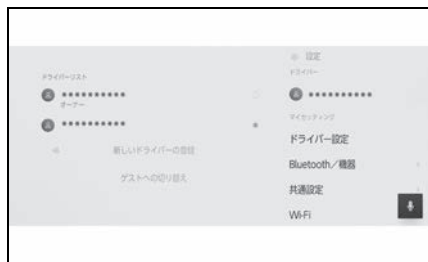 設定
ドライバーリスト
ドライバー
●●●●●●●●●●
オーナー
●●●●●●●●●●
●●●●●●●●●●
マイセッティング
新しいドライバーの登録
ドライバー設定
ゲストへの切り替え
Bluetooth／機器
共通設定
Wi-Fi